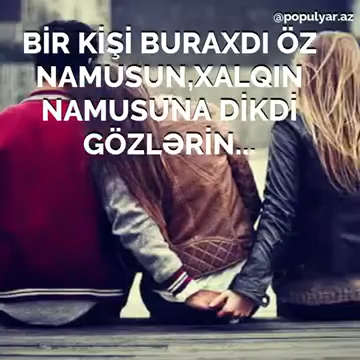 @populyar.az
BİR KİŞİ BURAXDI ÖZ
NAMUSUN,XALQIN
NAMUSUNA DİKDİ
GÖZLƏRİN...